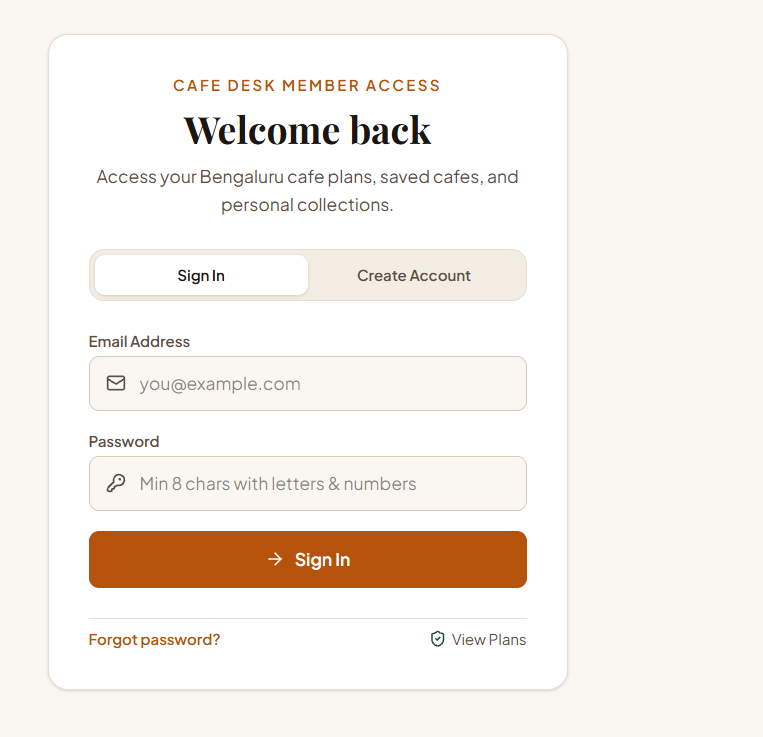 CAFE DESK MEMBER ACCESS
Welcome back
Access your Bengaluru cafe plans, saved cafes, and
personal collections.
Sign In
Create Account
Email Address
you@example.com
Password
Min 8 chars with letters & numbers
Sign In
Forgot password?
View Plans